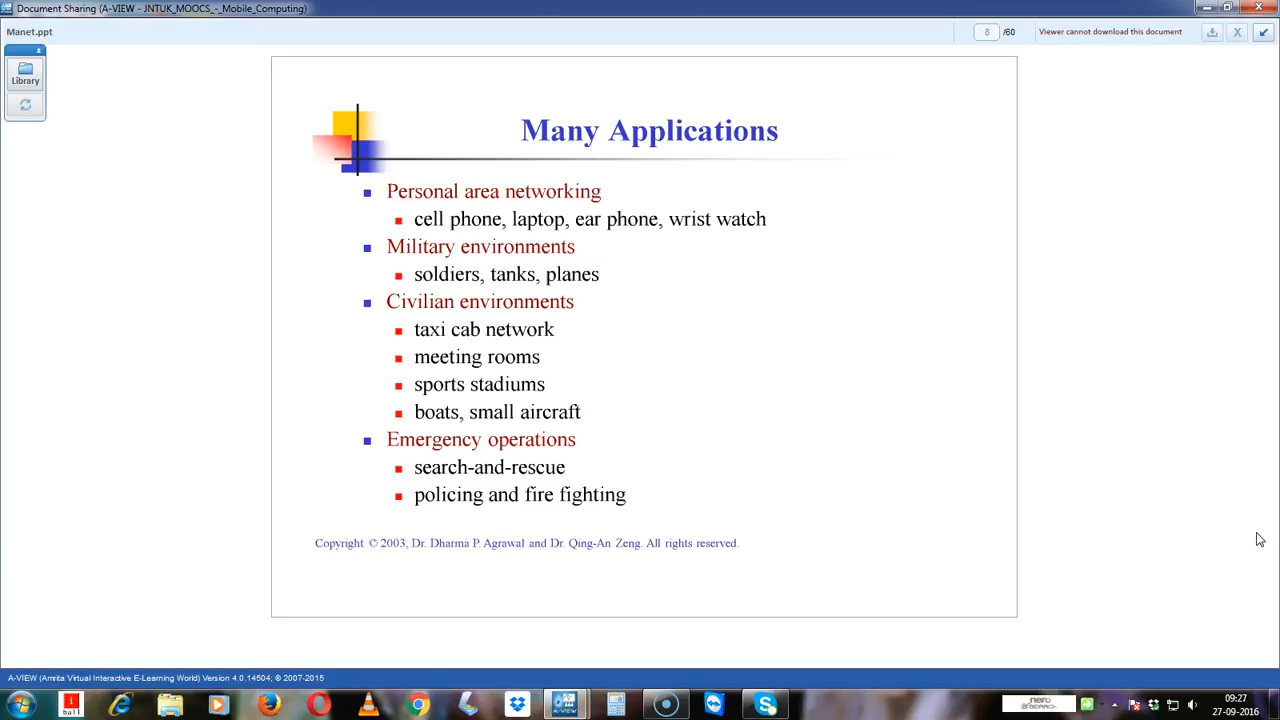 Document Sharing (A-VIEW - JNTUK_MOOCS_-_Mobile_Computing)
Manet.ppt
8 /60
Viewer cannot download this document
Library
Many Applications
Personal area networking
cell phone, laptop, ear phone, wrist watch
Military environments
soldiers, tanks, planes
Civilian environments
taxi cab network
meeting rooms
sports stadiums
boats, small aircraft
Emergency operations
search-and-rescue
policing and fire fighting
Copyright © 2003, Dr. Dharma P. Agrawal and Dr. Qing-An Zeng. All rights reserved.
A-VIEW (Amrita Virtual Interactive E-Learning World) Version 4.0.14504; © 2007-2015
i
ball
A-VIEW
nero
09:27
27-09-2016